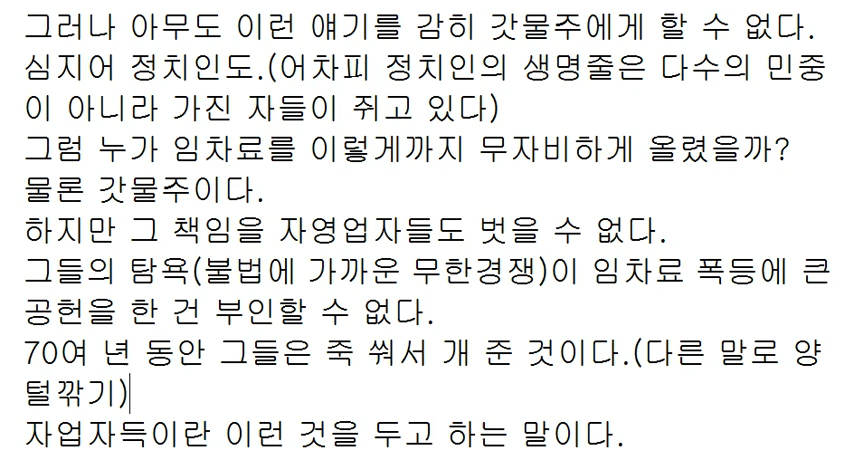 그러나 아무도 이런 얘기를 감히 갓물주에게 할 수 없다.
심지어 정치인도.(어차피 정치인의 생명줄은 다수의 민중
이 아니라 가진 자들이 쥐고 있다)
그럼 누가 임차료를 이렇게까지 무자비하게 올렸을까?
물론 갓물주이다.
하지만 그 책임을 자영업자들도 벗을 수 없다.
그들의 탐욕(불법에 가까운 무한경쟁)이 임차료 폭등에 큰
공헌을 한 건 부인할 수 없다.
70여 년 동안 그들은 죽 쒀서 개 준 것이다.(다른 말로 양
털깎기)
자업자득이란 이런 것을 두고 하는 말이다.